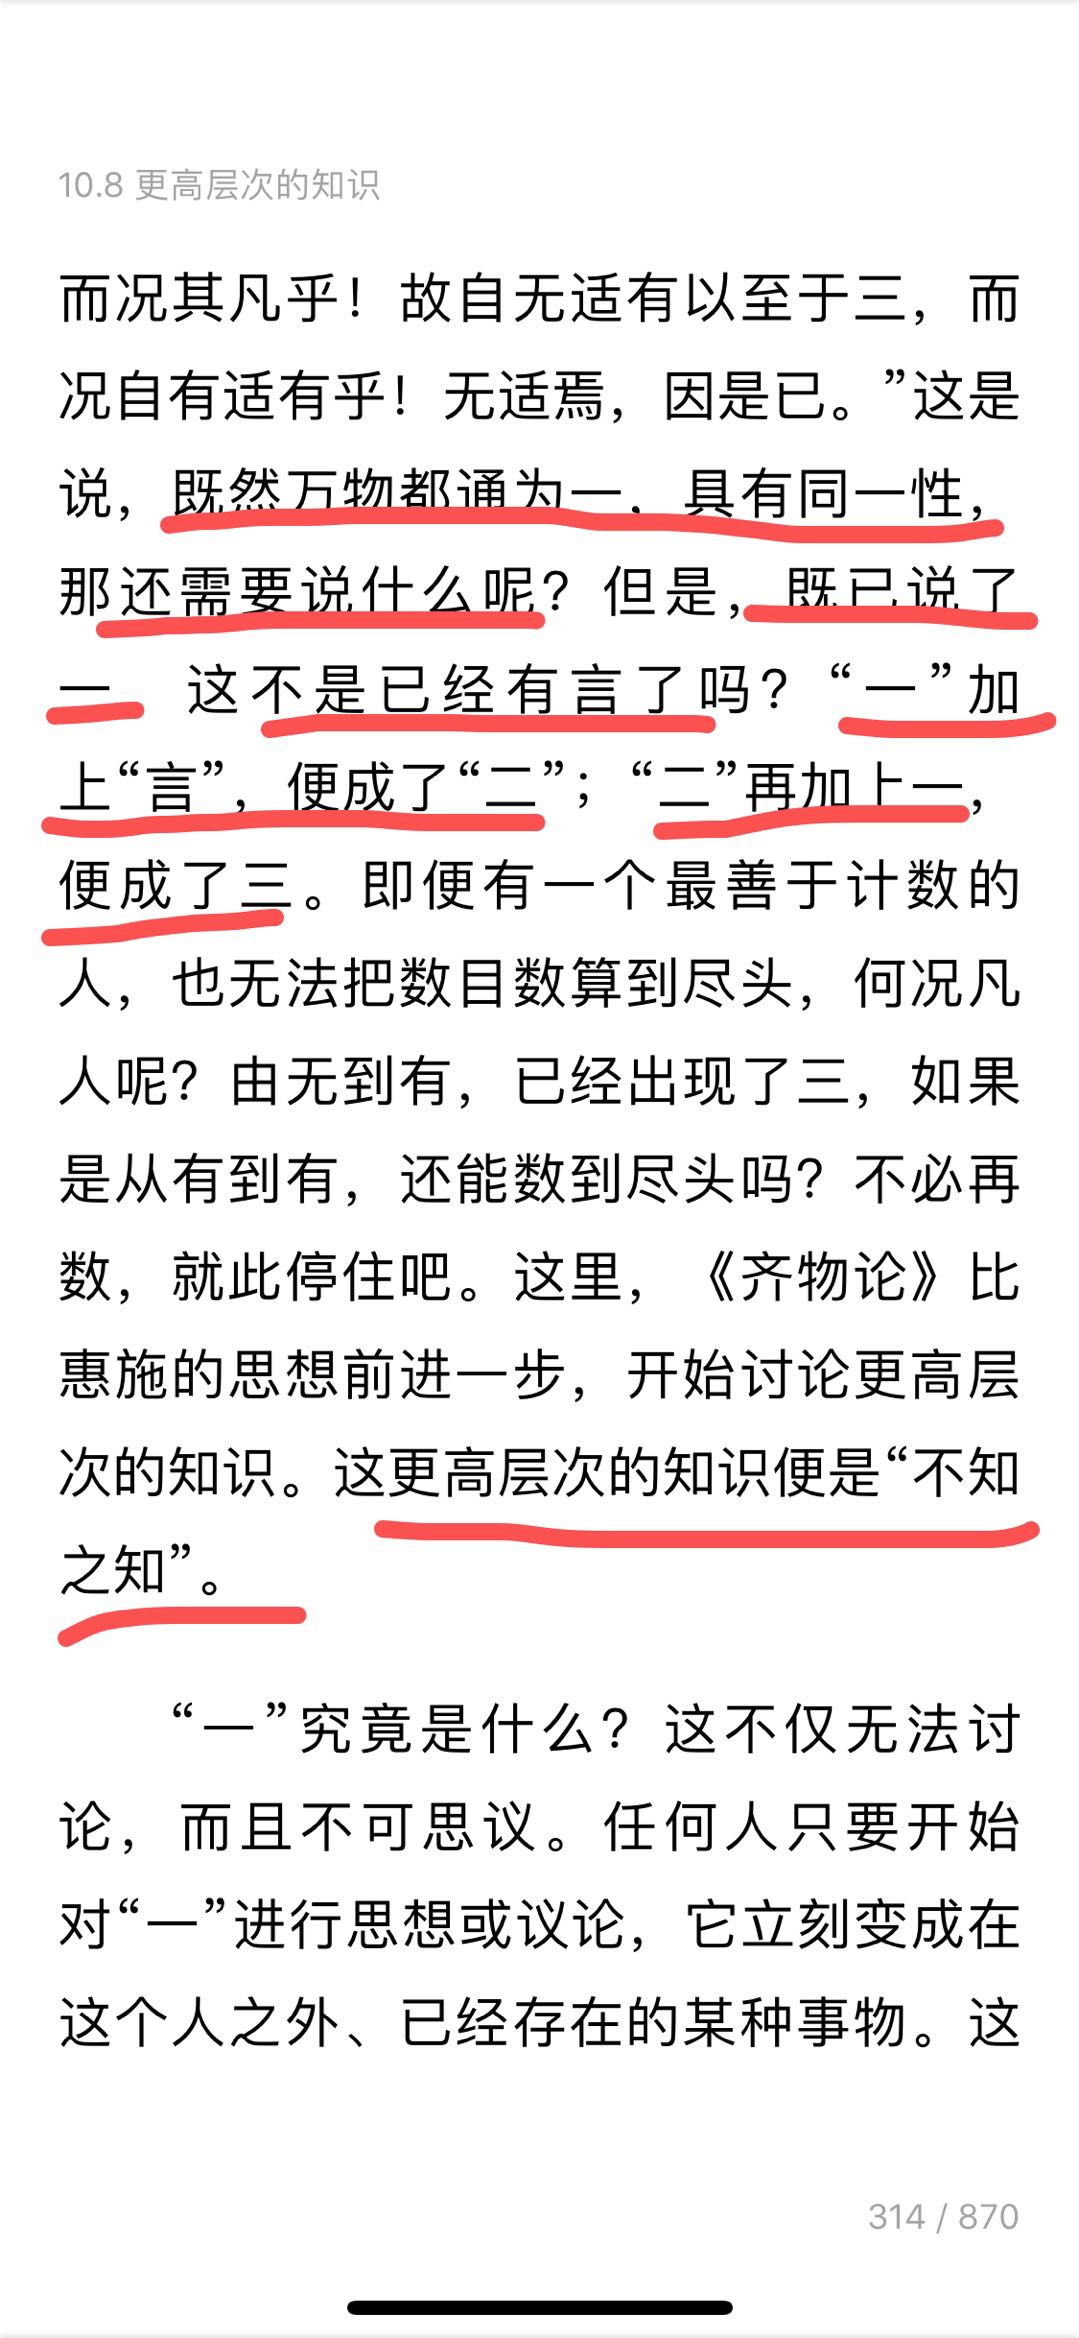 10.8 更高层次的知识
而况其凡乎！故自无适有以至于三，而
况自有适有乎！无适焉，因是已。”这是
说，既然万物都通为一，具有同一性，
那还需要说什么呢？但是，既已说了
一 这不是已经有言了吗？“一”加
上“言”，便成了“二”；“二”再加上一，
便成了三。即便有一个最善于计数的
人，也无法把数目数算到尽头，何况凡
人呢？由无到有，已经出现了三，如果
是从有到有，还能数到尽头吗？不必再
数，就此停住吧。这里，《齐物论》比
惠施的思想前进一步，开始讨论更高层
次的知识。这更高层次的知识便是“不知
之知”。
“一”究竟是什么？这不仅无法讨
论，而且不可思议。任何人只要开始
对“一”进行思想或议论，它立刻变成在
这个人之外、已经存在的某种事物。这
314 / 870